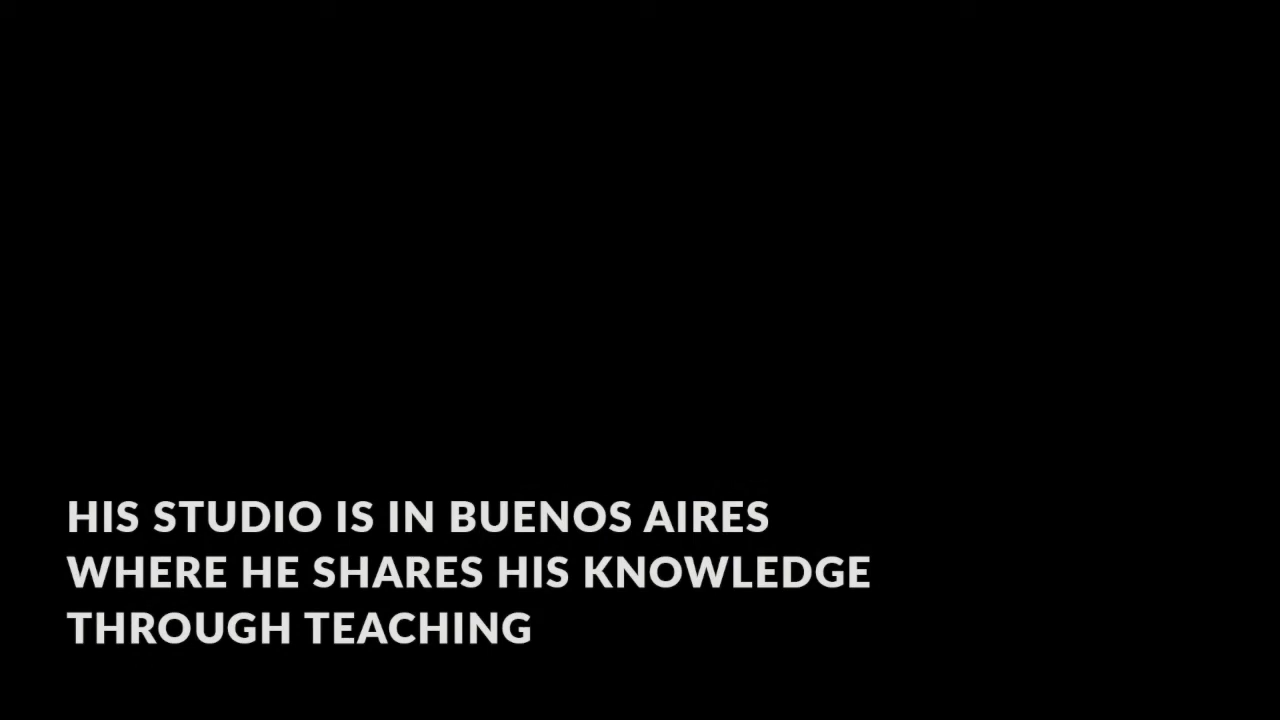 HIS STUDIO IS IN BUENOS AIRES
WHERE HE SHARES HIS KNOWLEDGE
THROUGH TEACHING